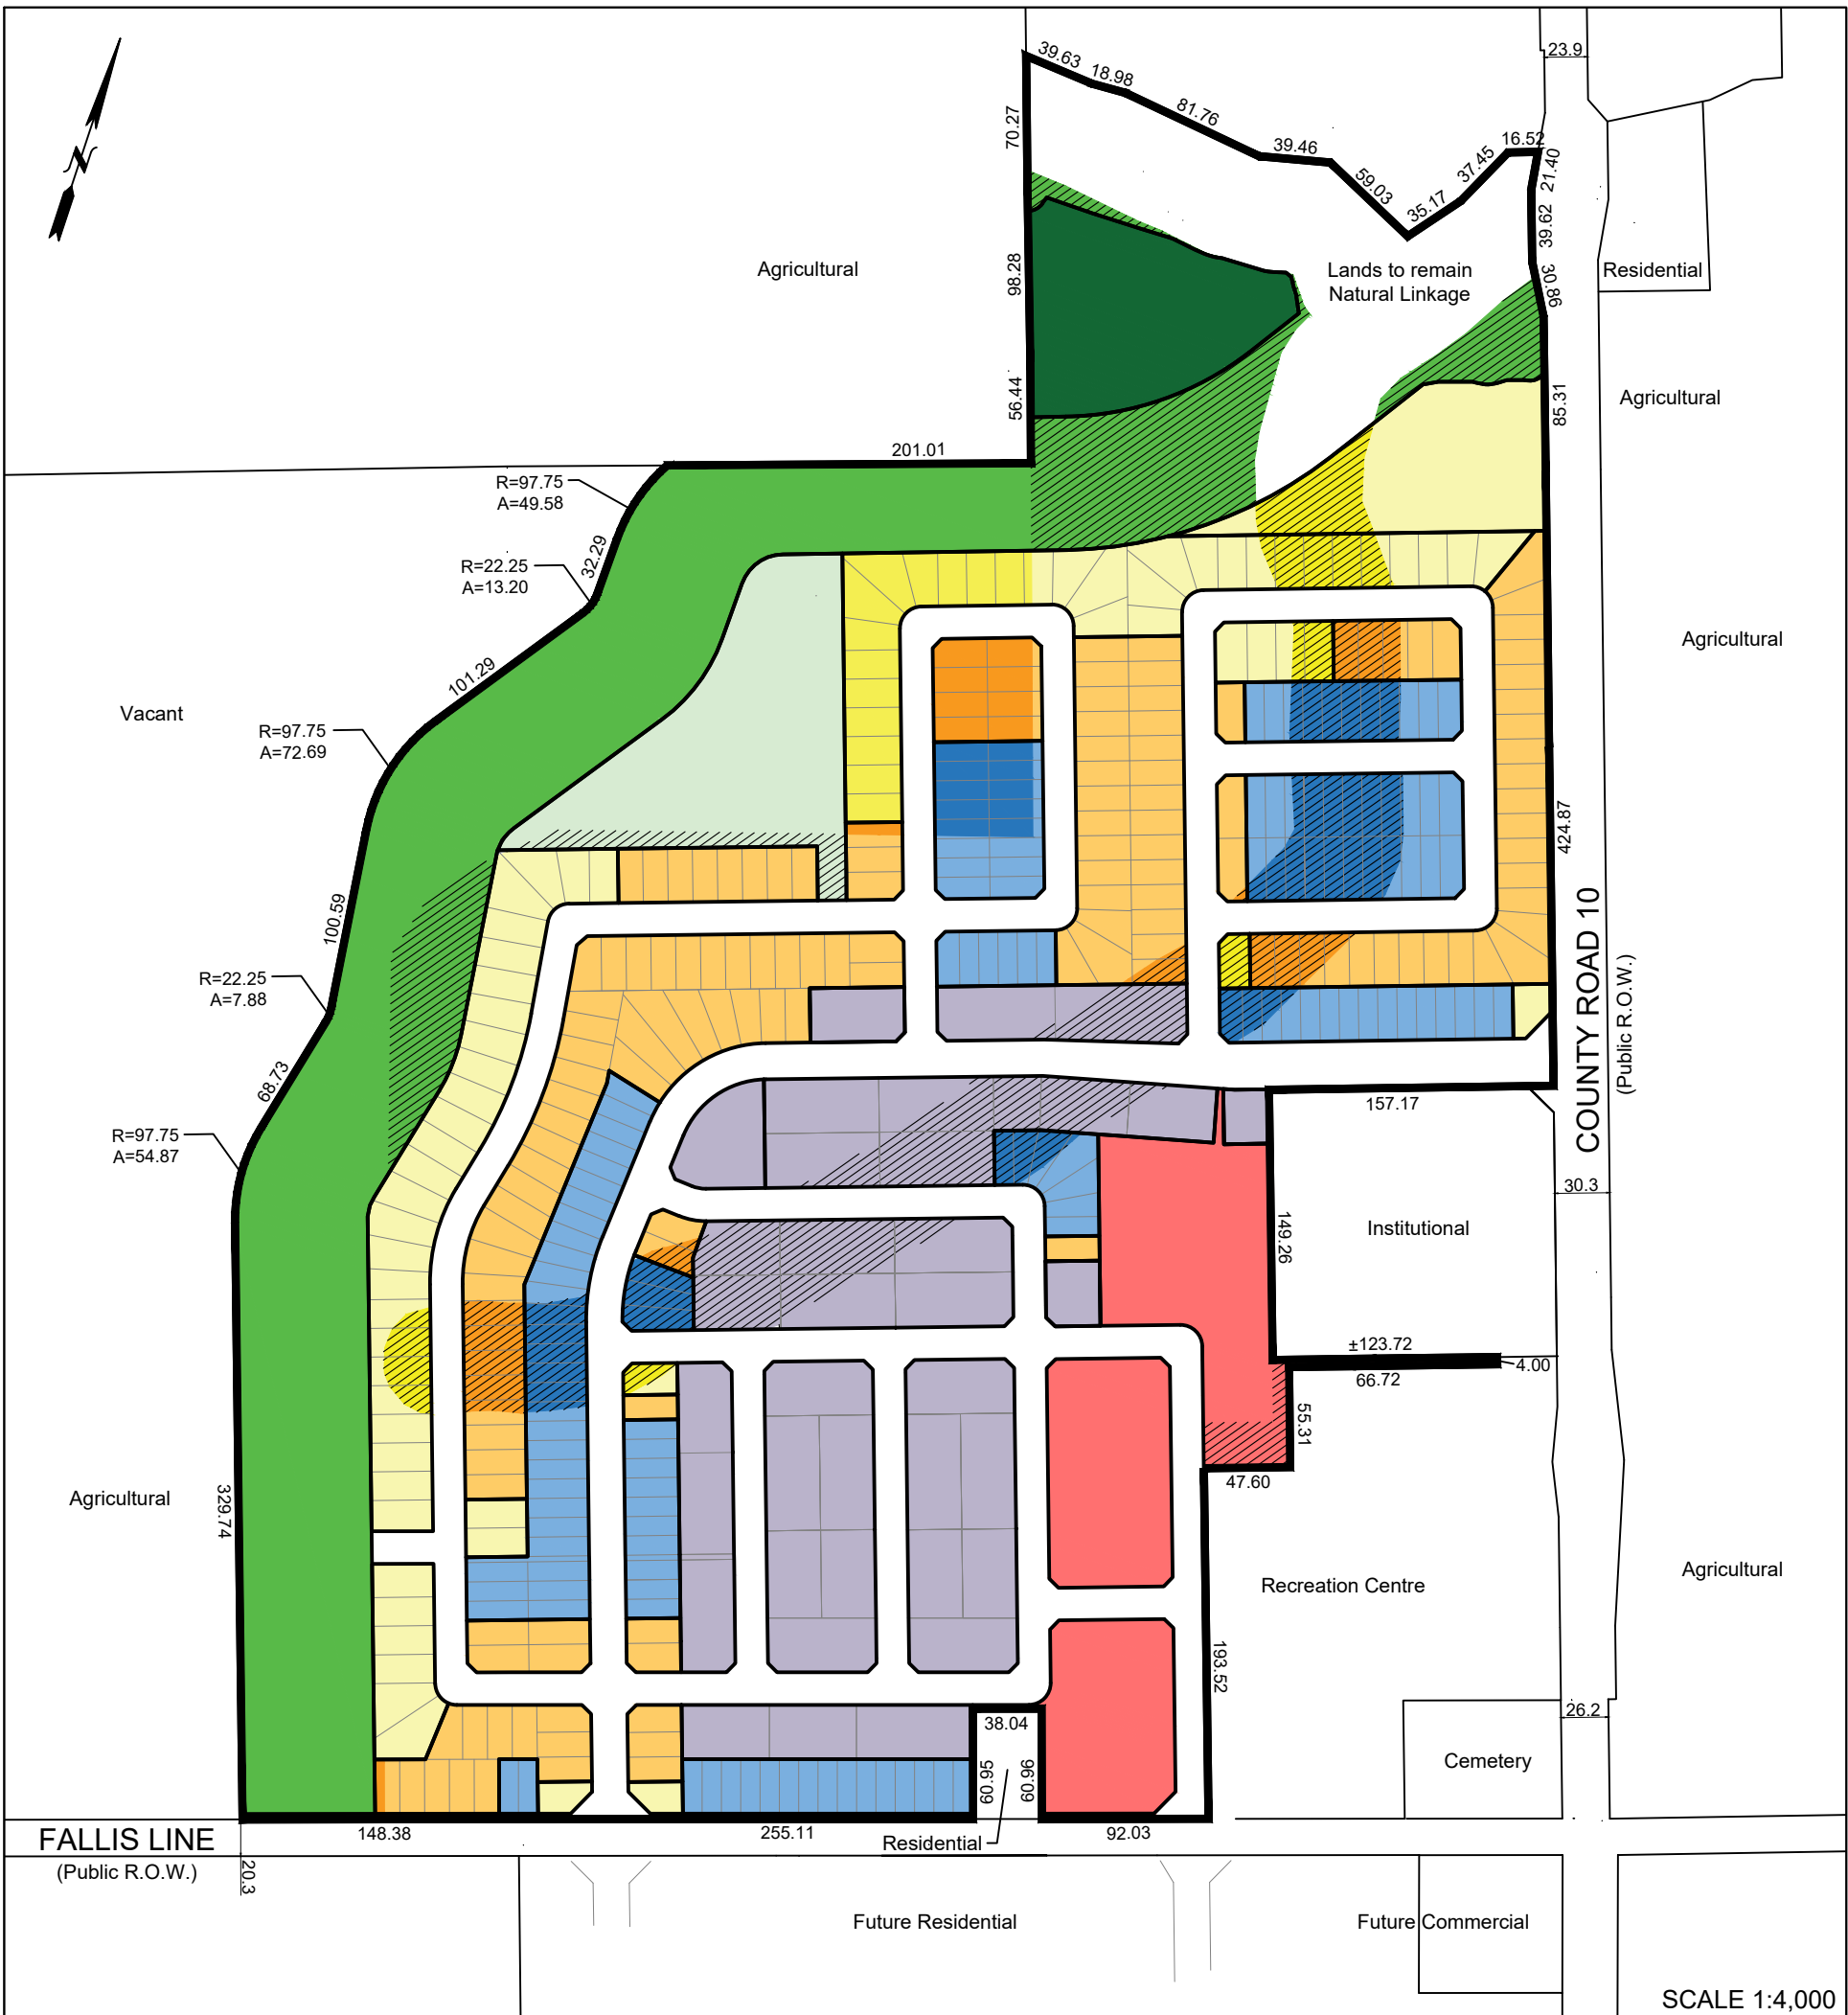 N
39.63
18.98
81.76
39.46
59.03
35.17
37.45
16.52
23.9
21.40
39.62
30.86
70.27
98.28
56.44
Agricultural
Lands to remain
Natural Linkage
Residential
Agricultural
85.31
201.01
R=97.75
A=49.58
32.29
R=22.25
A=13.20
101.29
Agricultural
Vacant
R=97.75
A=72.69
424.87
100.59
COUNTY ROAD 10
(Public R.O.W.)
R=22.25
A=7.88
68.73
157.17
R=97.75
A=54.87
30.3
149.26
Institutional
±123.72
4.00
66.72
55.31
47.60
329.74
Agricultural
Recreation Centre
Agricultural
193.52
26.2
38.04
60.95
60.96
Cemetery
FALLIS LINE
(Public R.O.W.)
20.3
148.38
255.11
Residential
92.03
Future Residential
Future Commercial
SCALE 1:4,000